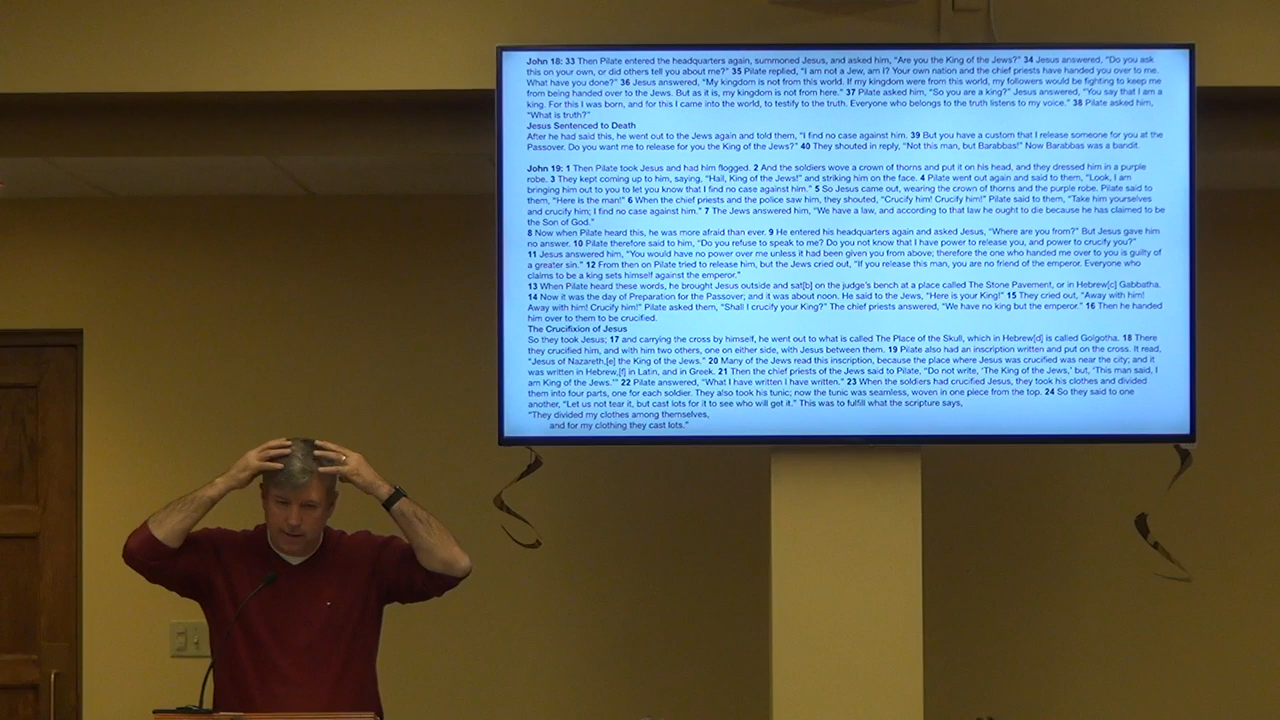 John 18: 33 Then Pilate entered the headquarters again, summoned Jesus, and asked him, “Are you the King of the Jews?” 34 Jesus answered, “Do you ask
this on your own, or did others tell you about me?” 35 Pilate replied, “I am not a Jew, am I? Your own nation and the chief priests have handed you over to me.
What have you done?” 36 Jesus answered, “My kingdom is not from this world. If my kingdom were from this world, my followers would be fighting to keep me
from being handed over to the Jews. But as it is, my kingdom is not from here.” 37 Pilate asked him, “So you are a king?” Jesus answered, “You say that I am a
king. For this I was born, and for this I came into the world, to testify to the truth. Everyone who belongs to the truth listens to my voice.” 38 Pilate asked him,
“What is truth?”
Jesus Sentenced to Death
After he had said this, he went out to the Jews again and told them, “I find no case against him. 39 But you have a custom that I release someone for you at the
Passover. Do you want me to release for you the King of the Jews?” 40 They shouted in reply, “Not this man, but Barabbas!” Now Barabbas was a bandit.
John 19: 1 Then Pilate took Jesus and had him flogged. 2 And the soldiers wove a crown of thorns and put it on his head, and they dressed him in a purple
robe. 3 They kept coming up to him, saying, “Hail, King of the Jews!” and striking him on the face. 4 Pilate went out again and said to them, “Look, I am
bringing him out to you to let you know that I find no case against him.” 5 So Jesus came out, wearing the crown of thorns and the purple robe. Pilate said to
them, “Here is the man!” 6 When the chief priests and the police saw him, they shouted, “Crucify him! Crucify him!” Pilate said to them, “Take him yourselves
and crucify him; I find no case against him.” 7 The Jews answered him, “We have a law, and according to that law he ought to die because he has claimed to be
the Son of God.”
8 Now when Pilate heard this, he was more afraid than ever. 9 He entered his headquarters again and asked Jesus, “Where are you from?” But Jesus gave him
no answer. 10 Pilate therefore said to him, “Do you refuse to speak to me? Do you not know that I have power to release you, and power to crucify you?”
11 Jesus answered him, “You would have no power over me unless it had been given you from above; therefore the one who handed me over to you is guilty of
a greater sin.” 12 From then on Pilate tried to release him, but the Jews cried out, “If you release this man, you are no friend of the emperor. Everyone who
claims to be a king sets himself against the emperor.”
13 When Pilate heard these words, he brought Jesus outside and sat[b] on the judge’s bench at a place called The Stone Pavement, or in Hebrew[c] Gabbatha.
14 Now it was the day of Preparation for the Passover; and it was about noon. He said to the Jews, “Here is your King!” 15 They cried out, “Away with him!
Away with him! Crucify him!” Pilate asked them, “Shall I crucify your King?” The chief priests answered, “We have no king but the emperor.” 16 Then he handed
him over to them to be crucified.
The Crucifixion of Jesus
So they took Jesus; 17 and carrying the cross by himself, he went out to what is called The Place of the Skull, which in Hebrew[d] is called Golgotha. 18 There
they crucified him, and with him two others, one on either side, with Jesus between them. 19 Pilate also had an inscription written and put on the cross. It read,
“Jesus of Nazareth,[e] the King of the Jews.” 20 Many of the Jews read this inscription, because the place where Jesus was crucified was near the city; and it
was written in Hebrew,[f] in Latin, and in Greek. 21 Then the chief priests of the Jews said to Pilate, “Do not write, ‘The King of the Jews,’ but, ‘This man said, I
am King of the Jews.’” 22 Pilate answered, “What I have written I have written.” 23 When the soldiers had crucified Jesus, they took his clothes and divided
them into four parts, one for each soldier. They also took his tunic; now the tunic was seamless, woven in one piece from the top. 24 So they said to one
another, “Let us not tear it, but cast lots for it to see who will get it.” This was to fulfill what the scripture says,
“They divided my clothes among themselves,
and for my clothing they cast lots.”